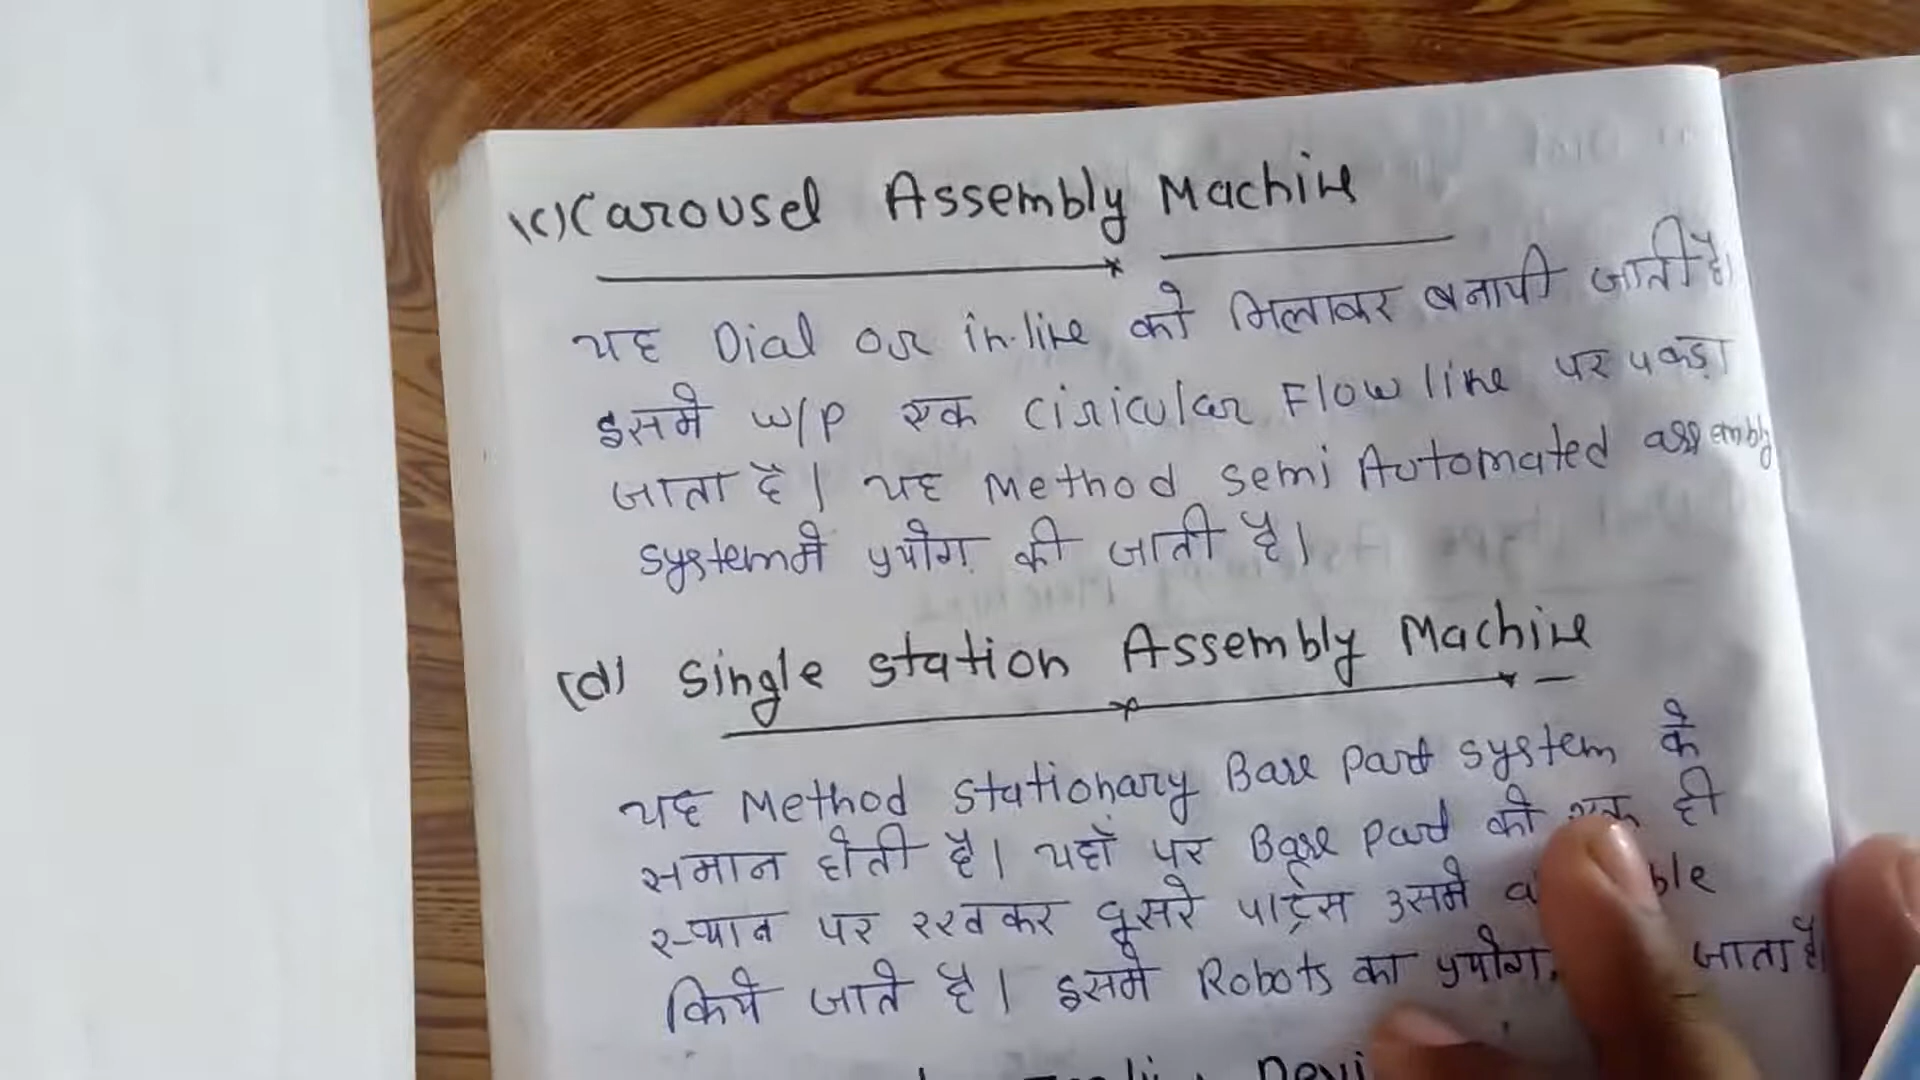 (c) Carousel Assembly Machine
यह Dial or in-line को मिलाकर बनायी जाती है।
इसमे w/p एक Ciricular Flow line पर पकड़ा
जाता है। यह Method semi Automated assembly
system मे प्रयोग की जाती है।
(d) Single station Assembly Machine
यह Method stationary Base part system के
समान होती है। यहाँ पर Base part को एक ही
स्थान पर रखकर दूसरे पार्ट्स उसमे
किये जाते है। इसमे Robots का प्रयोग जाता है।